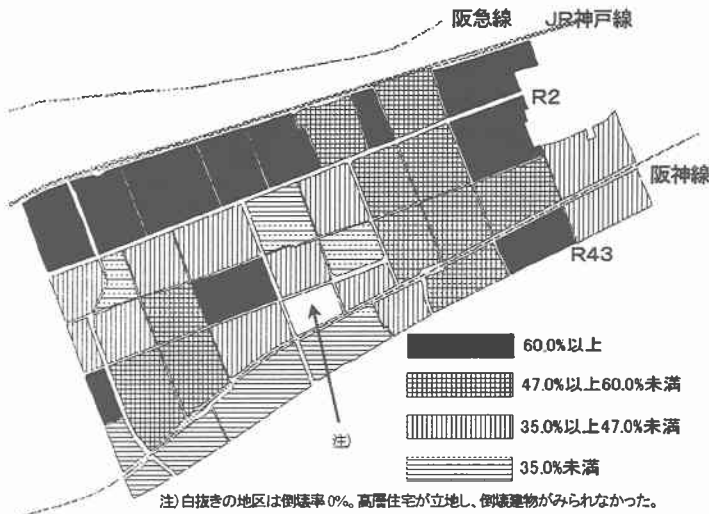 阪急線
JR神戸線
R2
阪神線
R43
60.0%以上
47.0%以上60.0%未満
35.0%以上47.0%未満
35.0%未満
注)
注)白抜きの地区は倒壊率0%。高層住宅が立地し、倒壊建物がみられなかった。